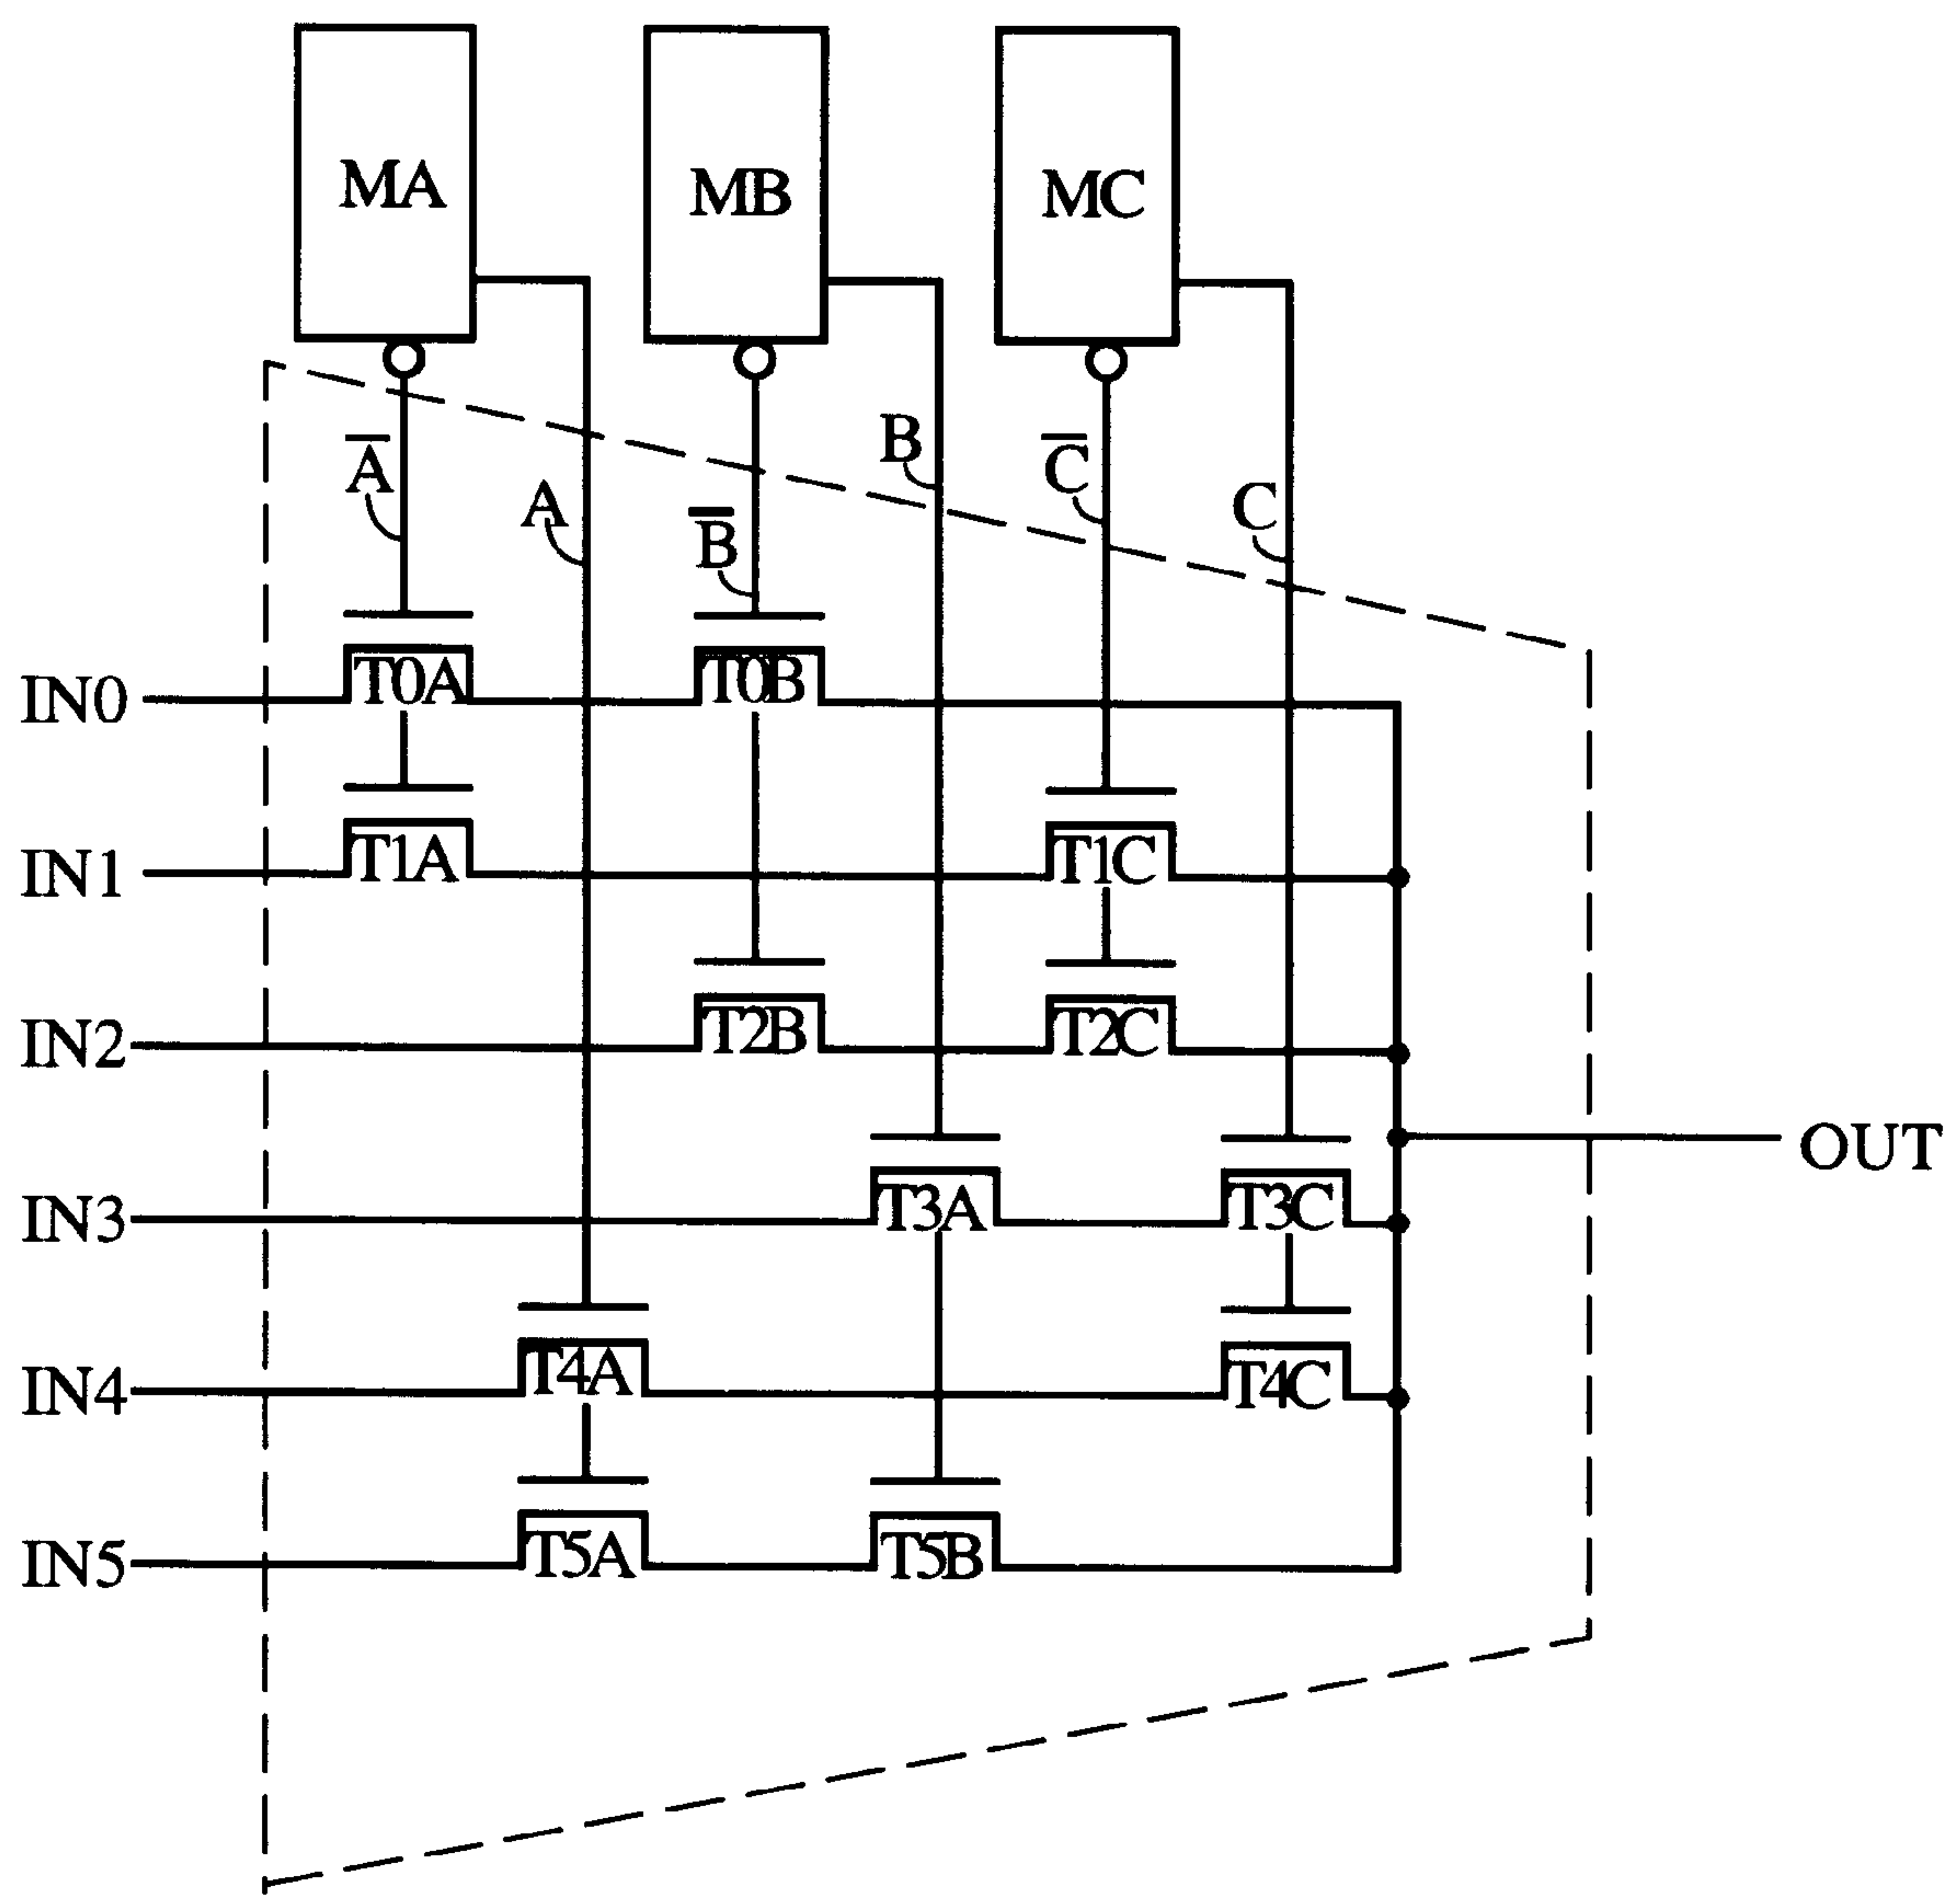 MA MB MC
A̅ A B̅ B C̅ C
IN0 T0A T0B
IN1 T1A T1C
IN2 T2B T2C
OUT
IN3 T3A T3C
IN4 T4A T4C
IN5 T5A T5B